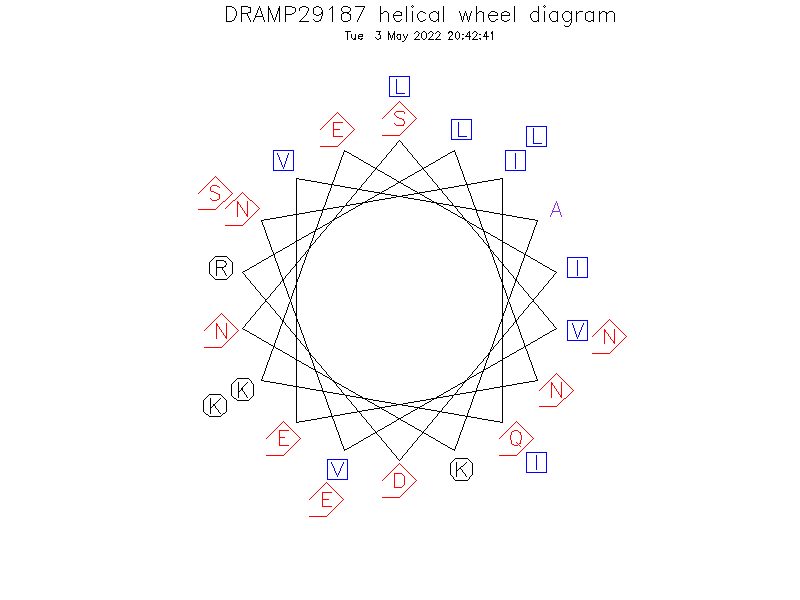 DRAMP29187 helical wheel diagram
Tue 3 May 2022 20:42:41
L
S
E
L
L
V
I
S
N
A
R
I
N
V
N
K
K
N
E
Q
V
I
K
D
E